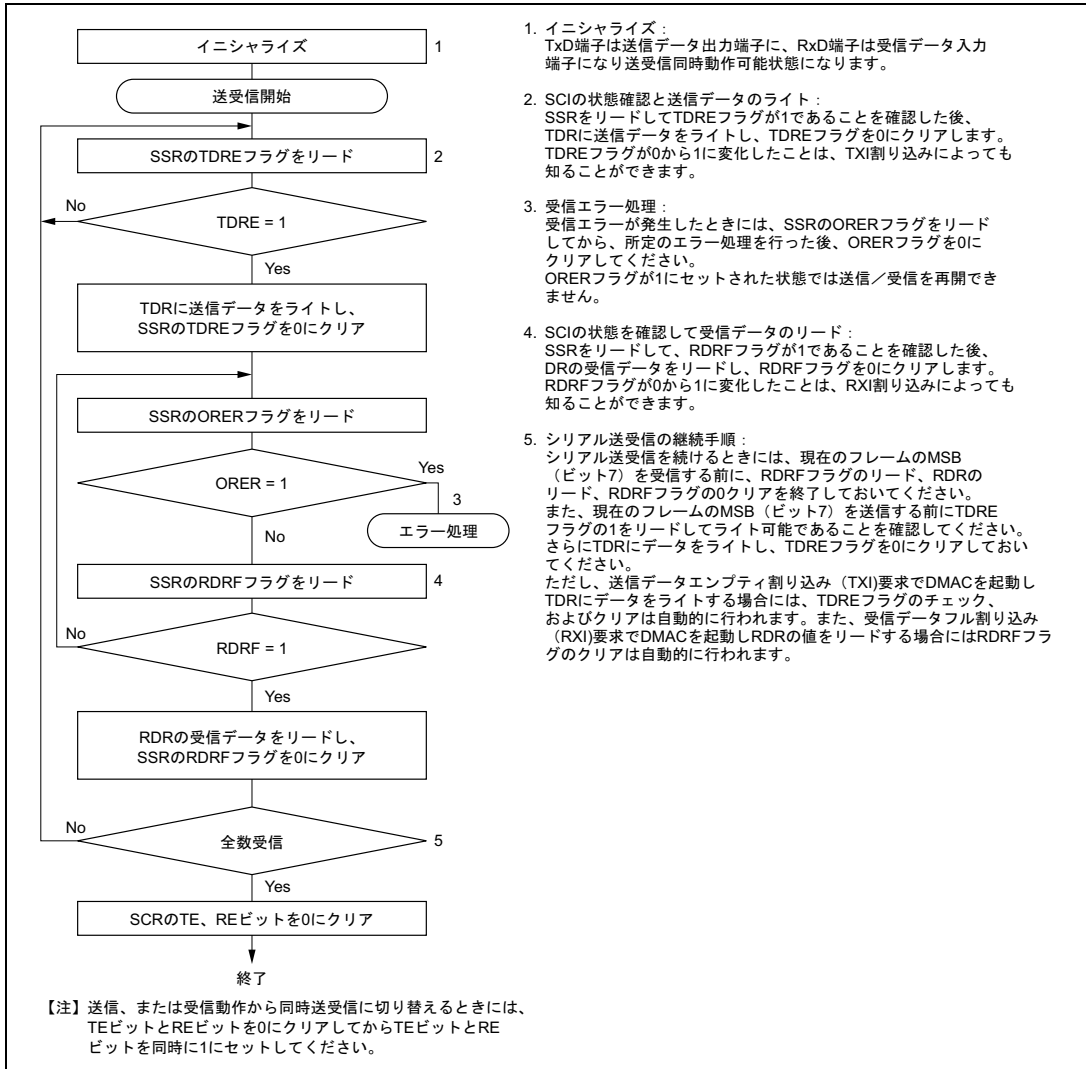 イニシャライズ
1
送受信開始
SSRのTDREフラグをリード
2
No
TDRE = 1
Yes
TDRに送信データをライトし、
SSRのTDREフラグを0にクリア
SSRのORERフラグをリード
ORER = 1
Yes
3
エラー処理
No
SSRのRDRFフラグをリード
4
No
RDRF = 1
Yes
RDRの受信データをリードし、
SSRのRDRFフラグを0にクリア
No
全数受信
5
Yes
SCRのTE、REビットを0にクリア
終了
【注】送信、または受信動作から同時送受信に切り替えるときには、
TEビットとREビットを0にクリアしてからTEビットとRE
ビットを同時に1にセットしてください。
1. イニシャライズ：
TxD端子は送信データ出力端子に、RxD端子は受信データ入力
端子になり送受信同時動作可能状態になります。
2. SCIの状態確認と送信データのライト：
SSRをリードしてTDREフラグが1であることを確認した後、
TDRに送信データをライトし、TDREフラグを0にクリアします。
TDREフラグが0から1に変化したことは、TXI割り込みによっても
知ることができます。
3. 受信エラー処理：
受信エラーが発生したときには、SSRのORERフラグをリード
してから、所定のエラー処理を行った後、ORERフラグを0に
クリアしてください。
ORERフラグが1にセットされた状態では送信／受信を再開でき
ません。
4. SCIの状態を確認して受信データのリード：
SSRをリードして、RDRFフラグが1であることを確認した後、
DRの受信データをリードし、RDRFフラグを0にクリアします。
RDRFフラグが0から1に変化したことは、RXI割り込みによっても
知ることができます。
5. シリアル送受信の継続手順：
シリアル送受信を続けるときには、現在のフレームのMSB
（ビット7）を受信する前に、RDRFフラグのリード、RDRの
リード、RDRFフラグの0クリアを終了しておいてください。
また、現在のフレームのMSB（ビット7）を送信する前にTDRE
フラグの1をリードしてライト可能であることを確認してください。
さらにTDRにデータをライトし、TDREフラグを0にクリアしておい
てください。
ただし、送信データエンプティ割り込み（TXI)要求でDMACを起動し
TDRにデータをライトする場合には、TDREフラグのチェック、
およびクリアは自動的に行われます。また、受信データフル割り込み
（RXI)要求でDMACを起動しRDRの値をリードする場合にはRDRFフラ
グのクリアは自動的に行われます。